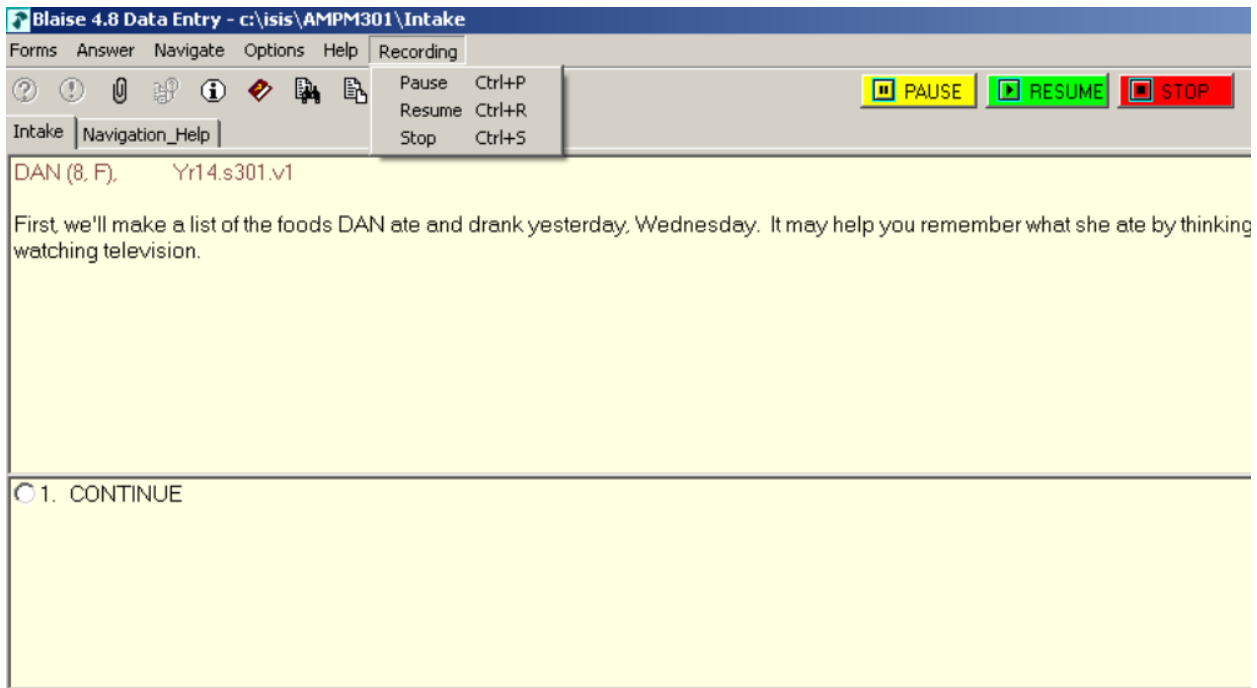 Blaise 4.8 Data Entry - c:\isis\AMPM301\Intake
Forms Answer Navigate Options Help Recording
Pause Ctrl+P
Resume Ctrl+R
Stop Ctrl+S
PAUSE RESUME STOP
Intake Navigation_Help
DAN (8, F), Yr14.s301.v1
First, we'll make a list of the foods DAN ate and drank yesterday, Wednesday. It may help you remember what she ate by thinking
watching television.
1. CONTINUE